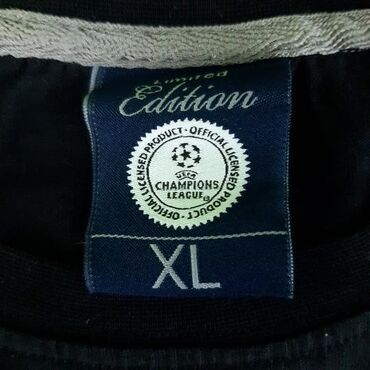 Limited
Edition
OFFICIAL LICENSED PRODUCT · OFFICIAL LICENSED PRODUCT ·
UEFA
CHAMPIONS
LEAGUE
XL